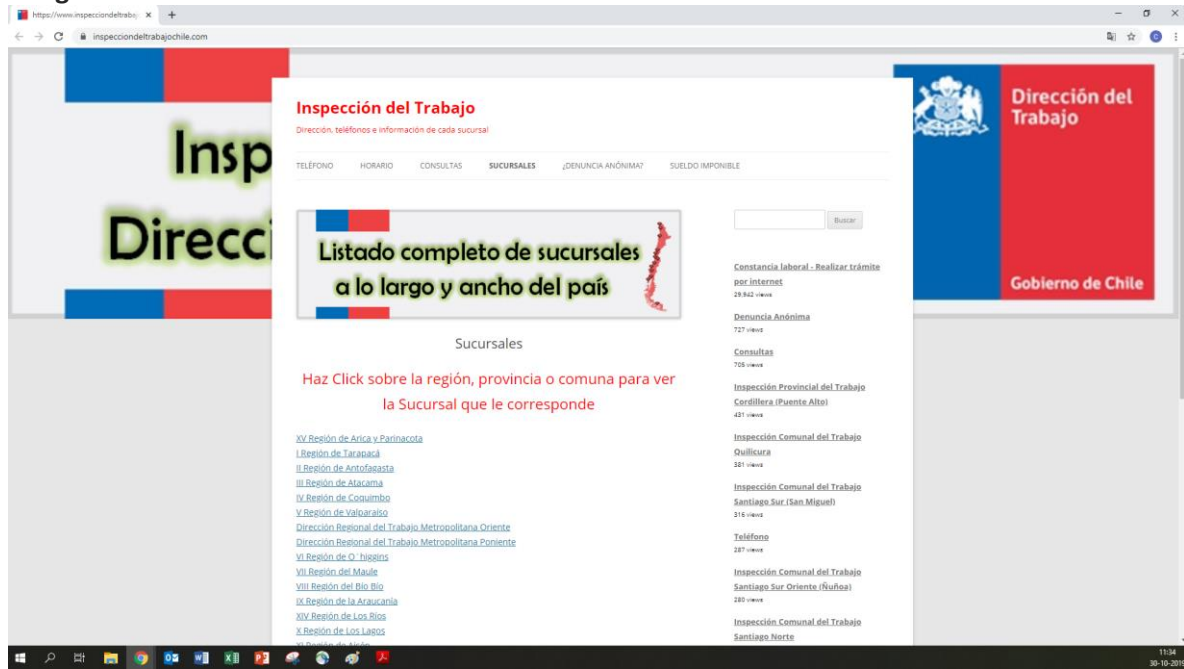 https://www.inspecciondeltrabaj
inspecciondeltrabajochile.com
Insp
Direcci
Dirección del
Trabajo
Gobierno de Chile
Inspección del Trabajo
Dirección, teléfonos e información de cada sucursal
TELÉFONO HORARIO CONSULTAS SUCURSALES ¿DENUNCIA ANÓNIMA? SUELDO IMPONIBLE
Listado completo de sucursales
a lo largo y ancho del país
Sucursales
Haz Click sobre la región, provincia o comuna para ver
la Sucursal que le corresponde
XV Región de Arica y Parinacota
I Región de Tarapacá
II Región de Antofagasta
III Región de Atacama
IV Región de Coquimbo
V Región de Valparaíso
Dirección Regional del Trabajo Metropolitana Oriente
Dirección Regional del Trabajo Metropolitana Poniente
VI Región de O´higgins
VII Región del Maule
VIII Región del Bío Bío
IX Región de la Araucanía
XIV Región de Los Ríos
X Región de Los Lagos
Buscar
Constancia laboral - Realizar trámite
por internet
29.942 views
Denuncia Anónima
727 views
Consultas
705 views
Inspección Provincial del Trabajo
Cordillera (Puente Alto)
431 views
Inspección Comunal del Trabajo
Quilicura
381 views
Inspección Comunal del Trabajo
Santiago Sur (San Miguel)
316 views
Teléfono
287 views
Inspección Comunal del Trabajo
Santiago Sur Oriente (Ñuñoa)
280 views
Inspección Comunal del Trabajo
Santiago Norte
11:34
30-10-2019